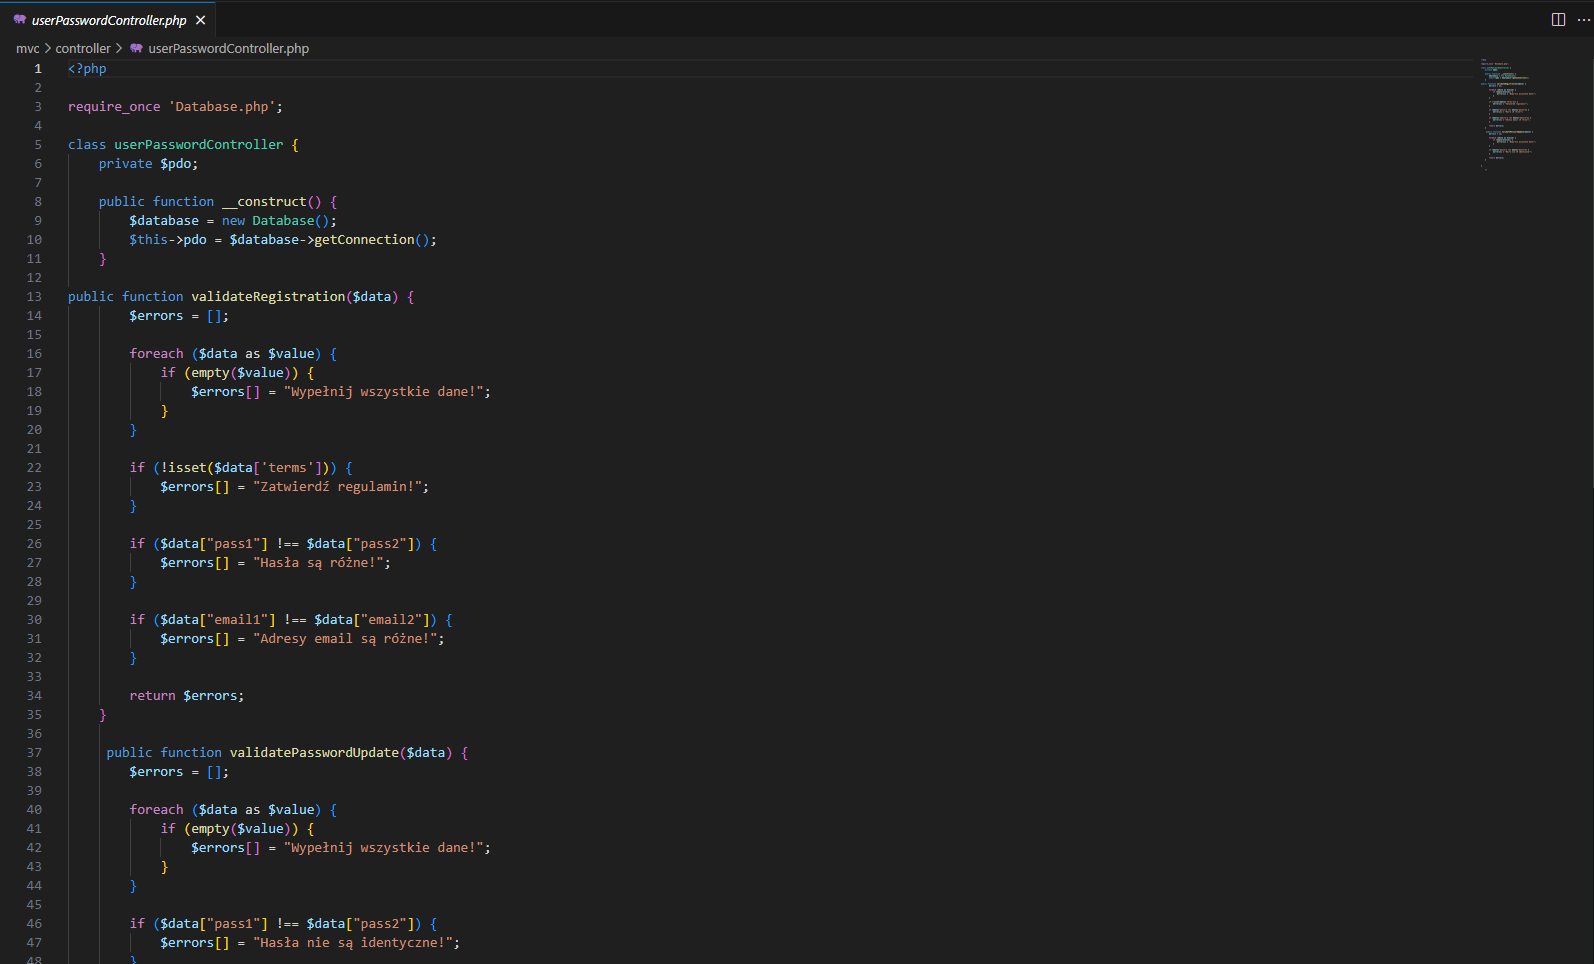 userPasswordController.php
mvc > controller > userPasswordController.php
1 <?php
2
3 require_once 'Database.php';
4
5 class userPasswordController {
6     private $pdo;
7
8     public function __construct() {
9         $database = new Database();
10         $this->pdo = $database->getConnection();
11     }
12
13 public function validateRegistration($data) {
14         $errors = [];
15
16         foreach ($data as $value) {
17             if (empty($value)) {
18                 $errors[] = "Wypełnij wszystkie dane!";
19             }
20         }
21
22         if (!isset($data['terms'])) {
23             $errors[] = "Zatwierdź regulamin!";
24         }
25
26         if ($data["pass1"] !== $data["pass2"]) {
27             $errors[] = "Hasła są różne!";
28         }
29
30         if ($data["email1"] !== $data["email2"]) {
31             $errors[] = "Adresy email są różne!";
32         }
33
34         return $errors;
35     }
36
37      public function validatePasswordUpdate($data) {
38         $errors = [];
39
40         foreach ($data as $value) {
41             if (empty($value)) {
42                 $errors[] = "Wypełnij wszystkie dane!";
43             }
44         }
45
46         if ($data["pass1"] !== $data["pass2"]) {
47             $errors[] = "Hasła nie są identyczne!";
48         }